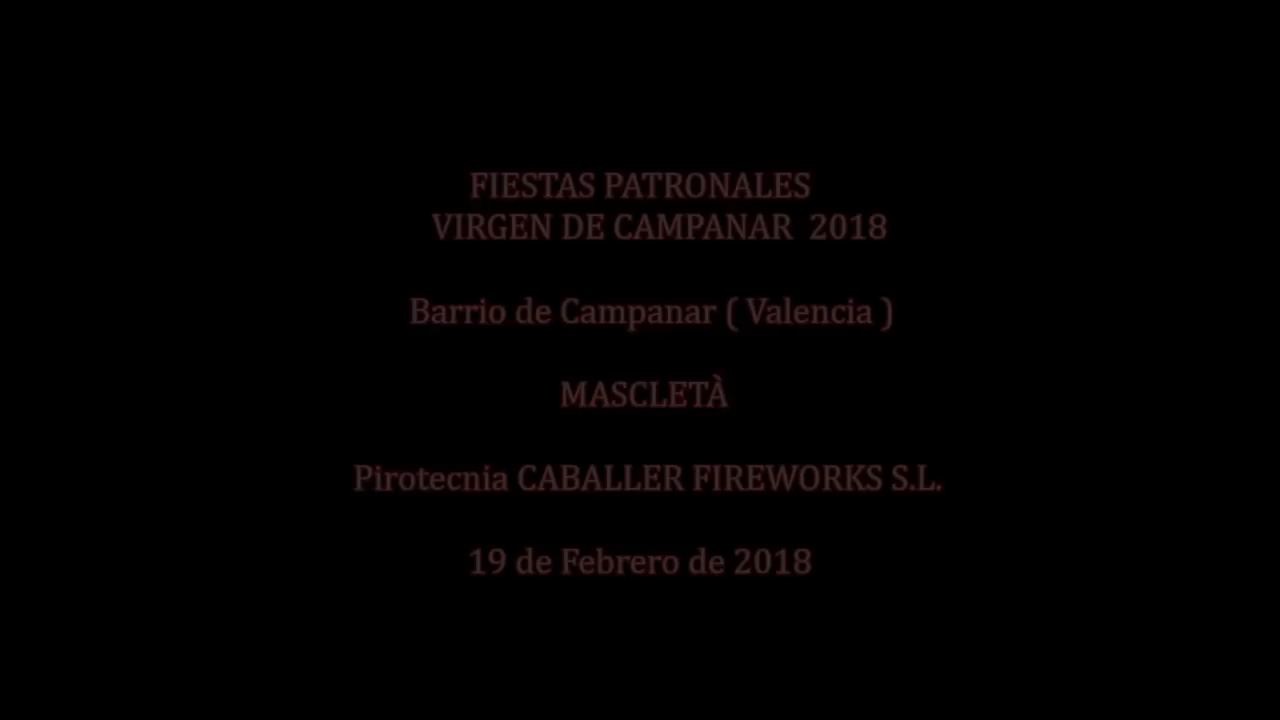 FIESTAS PATRONALES
VIRGEN DE CAMPANAR 2018
Barrio de Campanar ( Valencia )
MASCLETÀ
Pirotecnia CABALLER FIREWORKS S.L.
19 de Febrero de 2018